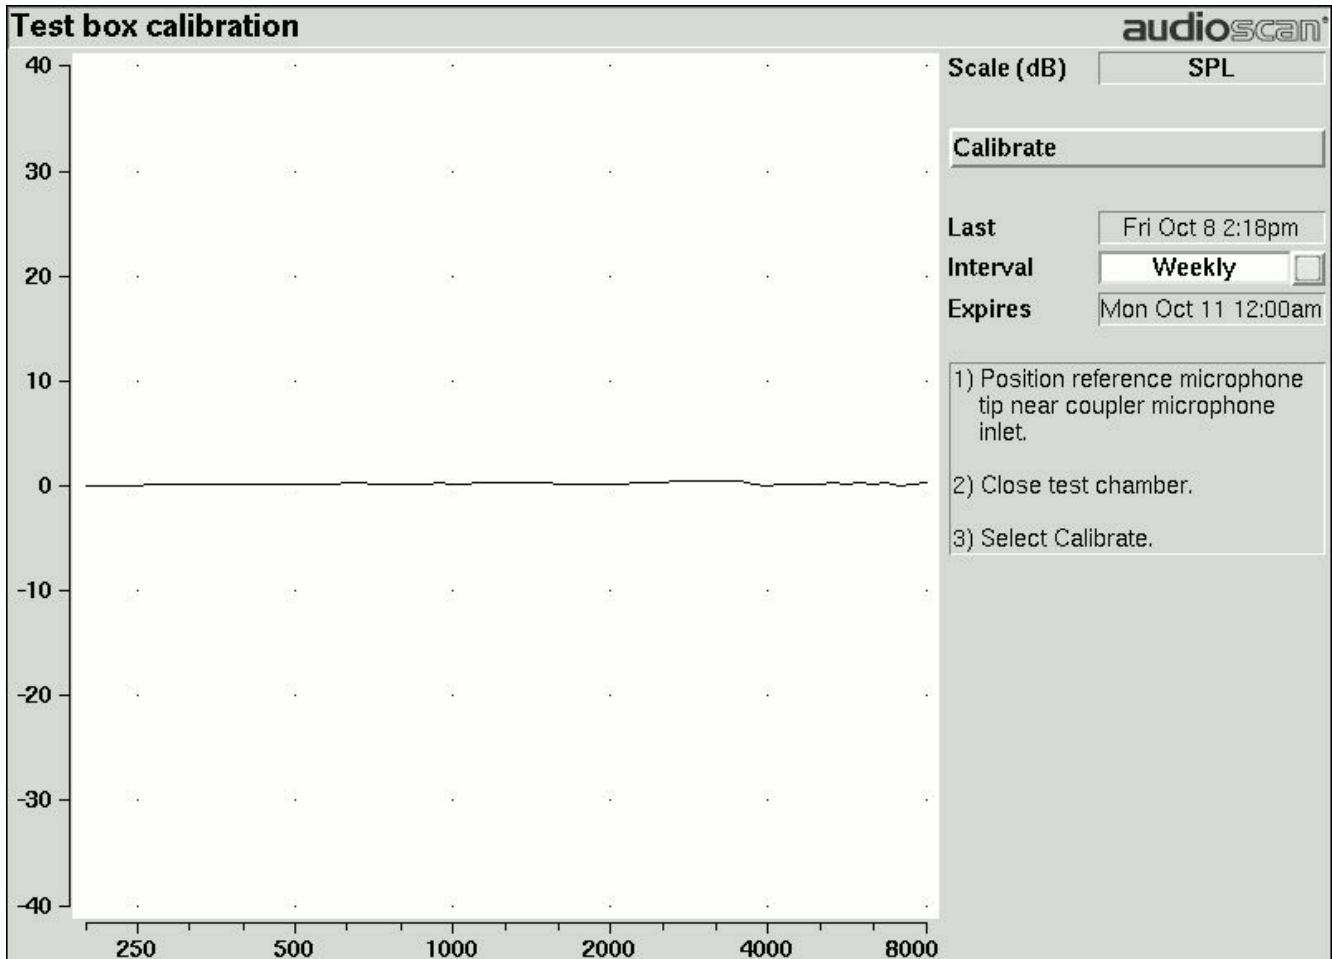 Test box calibration
audioscan
40
30
20
10
0
-10
-20
-30
-40
250 500 1000 2000 4000 8000
Scale (dB) SPL
Calibrate
Last Fri Oct 8 2:18pm
Interval Weekly
Expires Mon Oct 11 12:00am
1) Position reference microphone
tip near coupler microphone
inlet.
2) Close test chamber.
3) Select Calibrate.